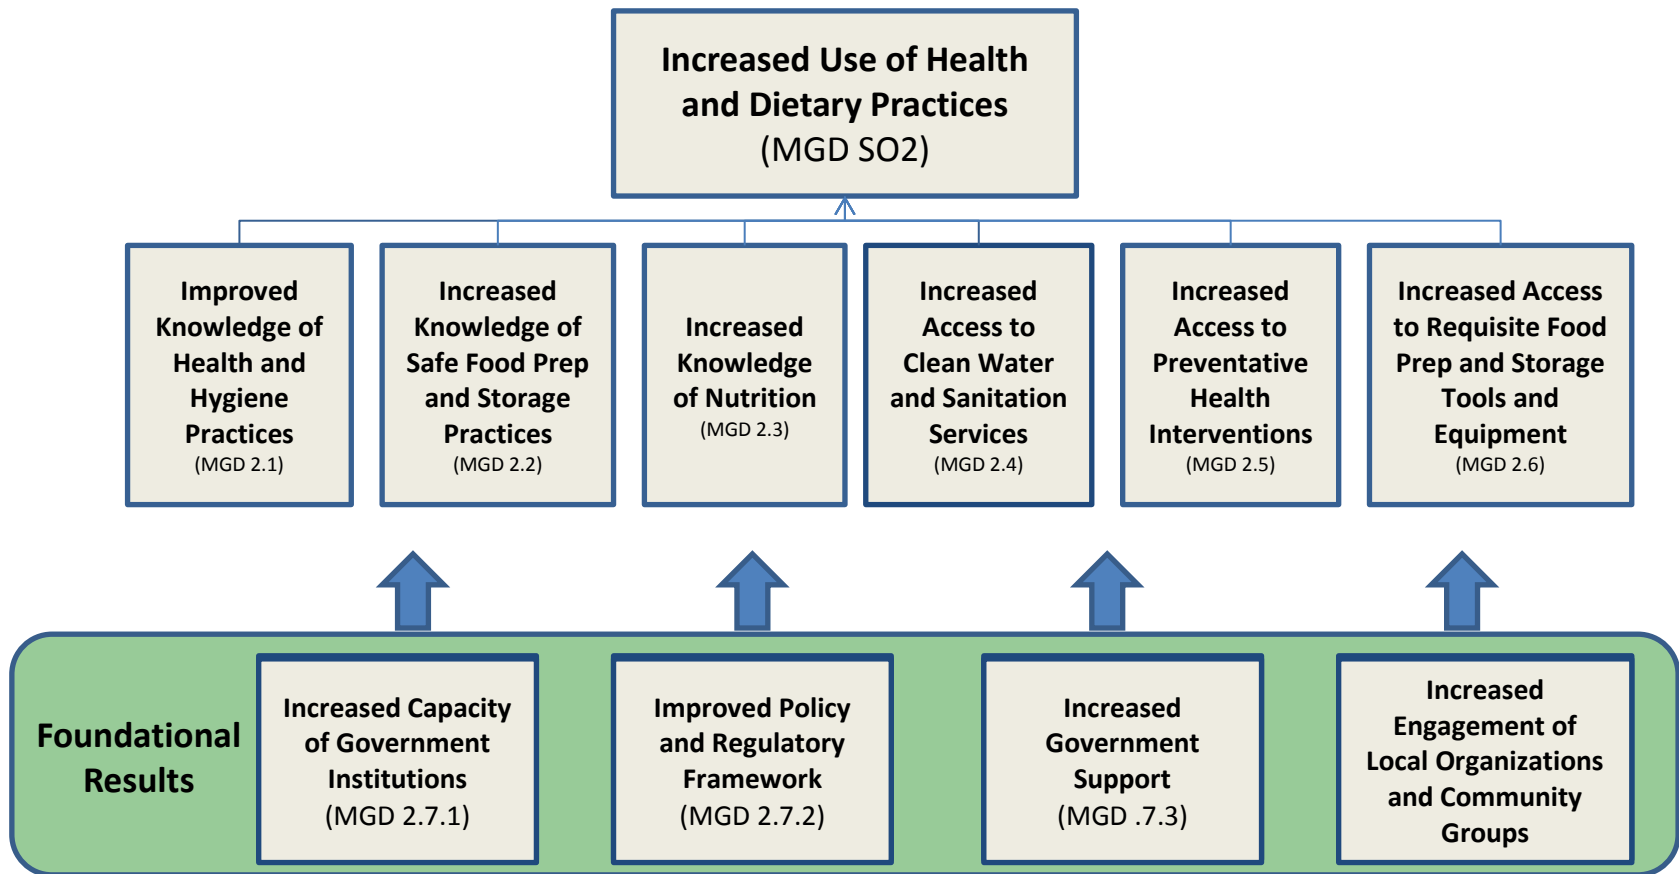 Increased Use of Health
and Dietary Practices
(MGD SO2)
Improved
Knowledge of
Health and
Hygiene
Practices
(MGD 2.1)
Increased
Knowledge of
Safe Food Prep
and Storage
Practices
(MGD 2.2)
Increased
Knowledge
of Nutrition
(MGD 2.3)
Increased
Access to
Clean Water
and Sanitation
Services
(MGD 2.4)
Increased
Access to
Preventative
Health
Interventions
(MGD 2.5)
Increased Access
to Requisite Food
Prep and Storage
Tools and
Equipment
(MGD 2.6)
Foundational
Results
Increased Capacity
of Government
Institutions
(MGD 2.7.1)
Improved Policy
and Regulatory
Framework
(MGD 2.7.2)
Increased
Government
Support
(MGD .7.3)
Increased
Engagement of
Local Organizations
and Community
Groups